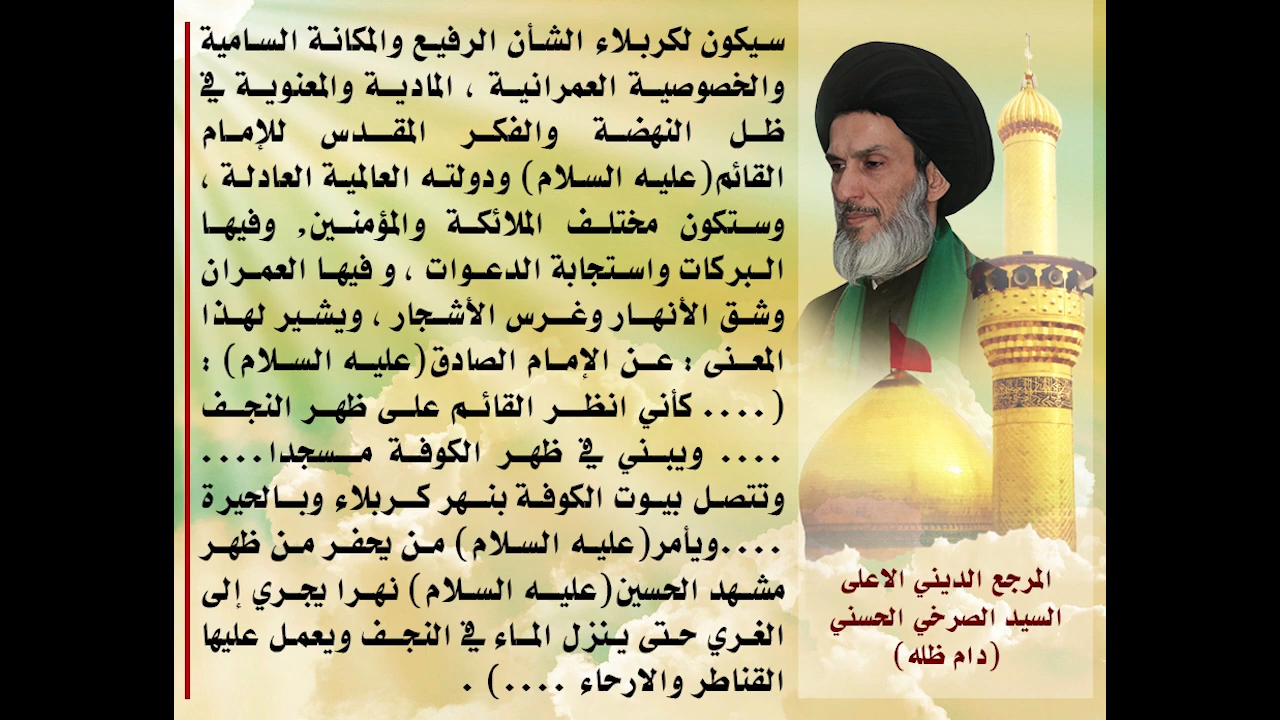 سيكون لكربلاء الشأن الرفيع والمكانة السامية
والخصوصية العمرانية ، المادية والمعنوية في
ظل النهضة والفكر المقدس للإمام
القائم(عليه السلام) ودولته العالمية العادلة ،
وستكون مختلف الملائكة والمؤمنين, وفيها
البركات واستجابة الدعوات ، و فيها العمران
وشق الأنهار وغرس الأشجار ، ويشير لهذا
المعنى : عن الإمام الصادق(عليه السلام) :
(.... كأني انظر القائم على ظهر النجف
.... ويبني في ظهر الكوفة مسجدا....
وتتصل بيوت الكوفة بنهر كربلاء وبالحيرة
....ويأمر(عليه السلام) من يحفر من ظهر
مشهد الحسين(عليه السلام) نهرا يجري إلى
الغري حتى ينزل الماء في النجف ويعمل عليها
القناطر والارحاء ....) .
المرجع الديني الاعلى
السيد الصرخي الحسني
(دام ظله)